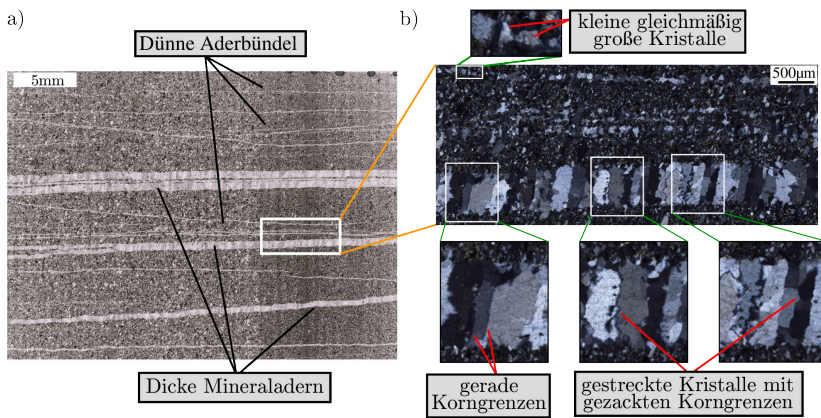 a)
Dünne Aderbündel
5mm
Dicke Mineraladern
b)
kleine gleichmäßig
große Kristalle
500µm
gerade
Korngrenzen
gestreckte Kristalle mit
gezackten Korngrenzen